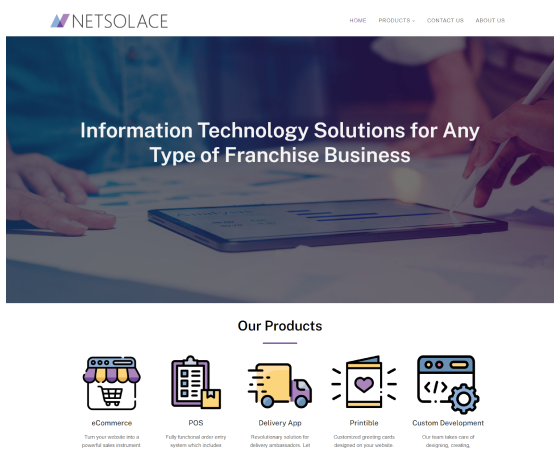 NETSOLACE
HOME PRODUCTS CONTACT US ABOUT US
Information Technology Solutions for Any
Type of Franchise Business
Our Products
eCommerce POS Delivery App Printible Custom Development
Turn your website into a Fully functional order entry Revolutionary solution for Customized greeting cards Our team takes care of
powerful sales instrument system which includes delivery ambassadors. Let designed on your website. designing, creating,